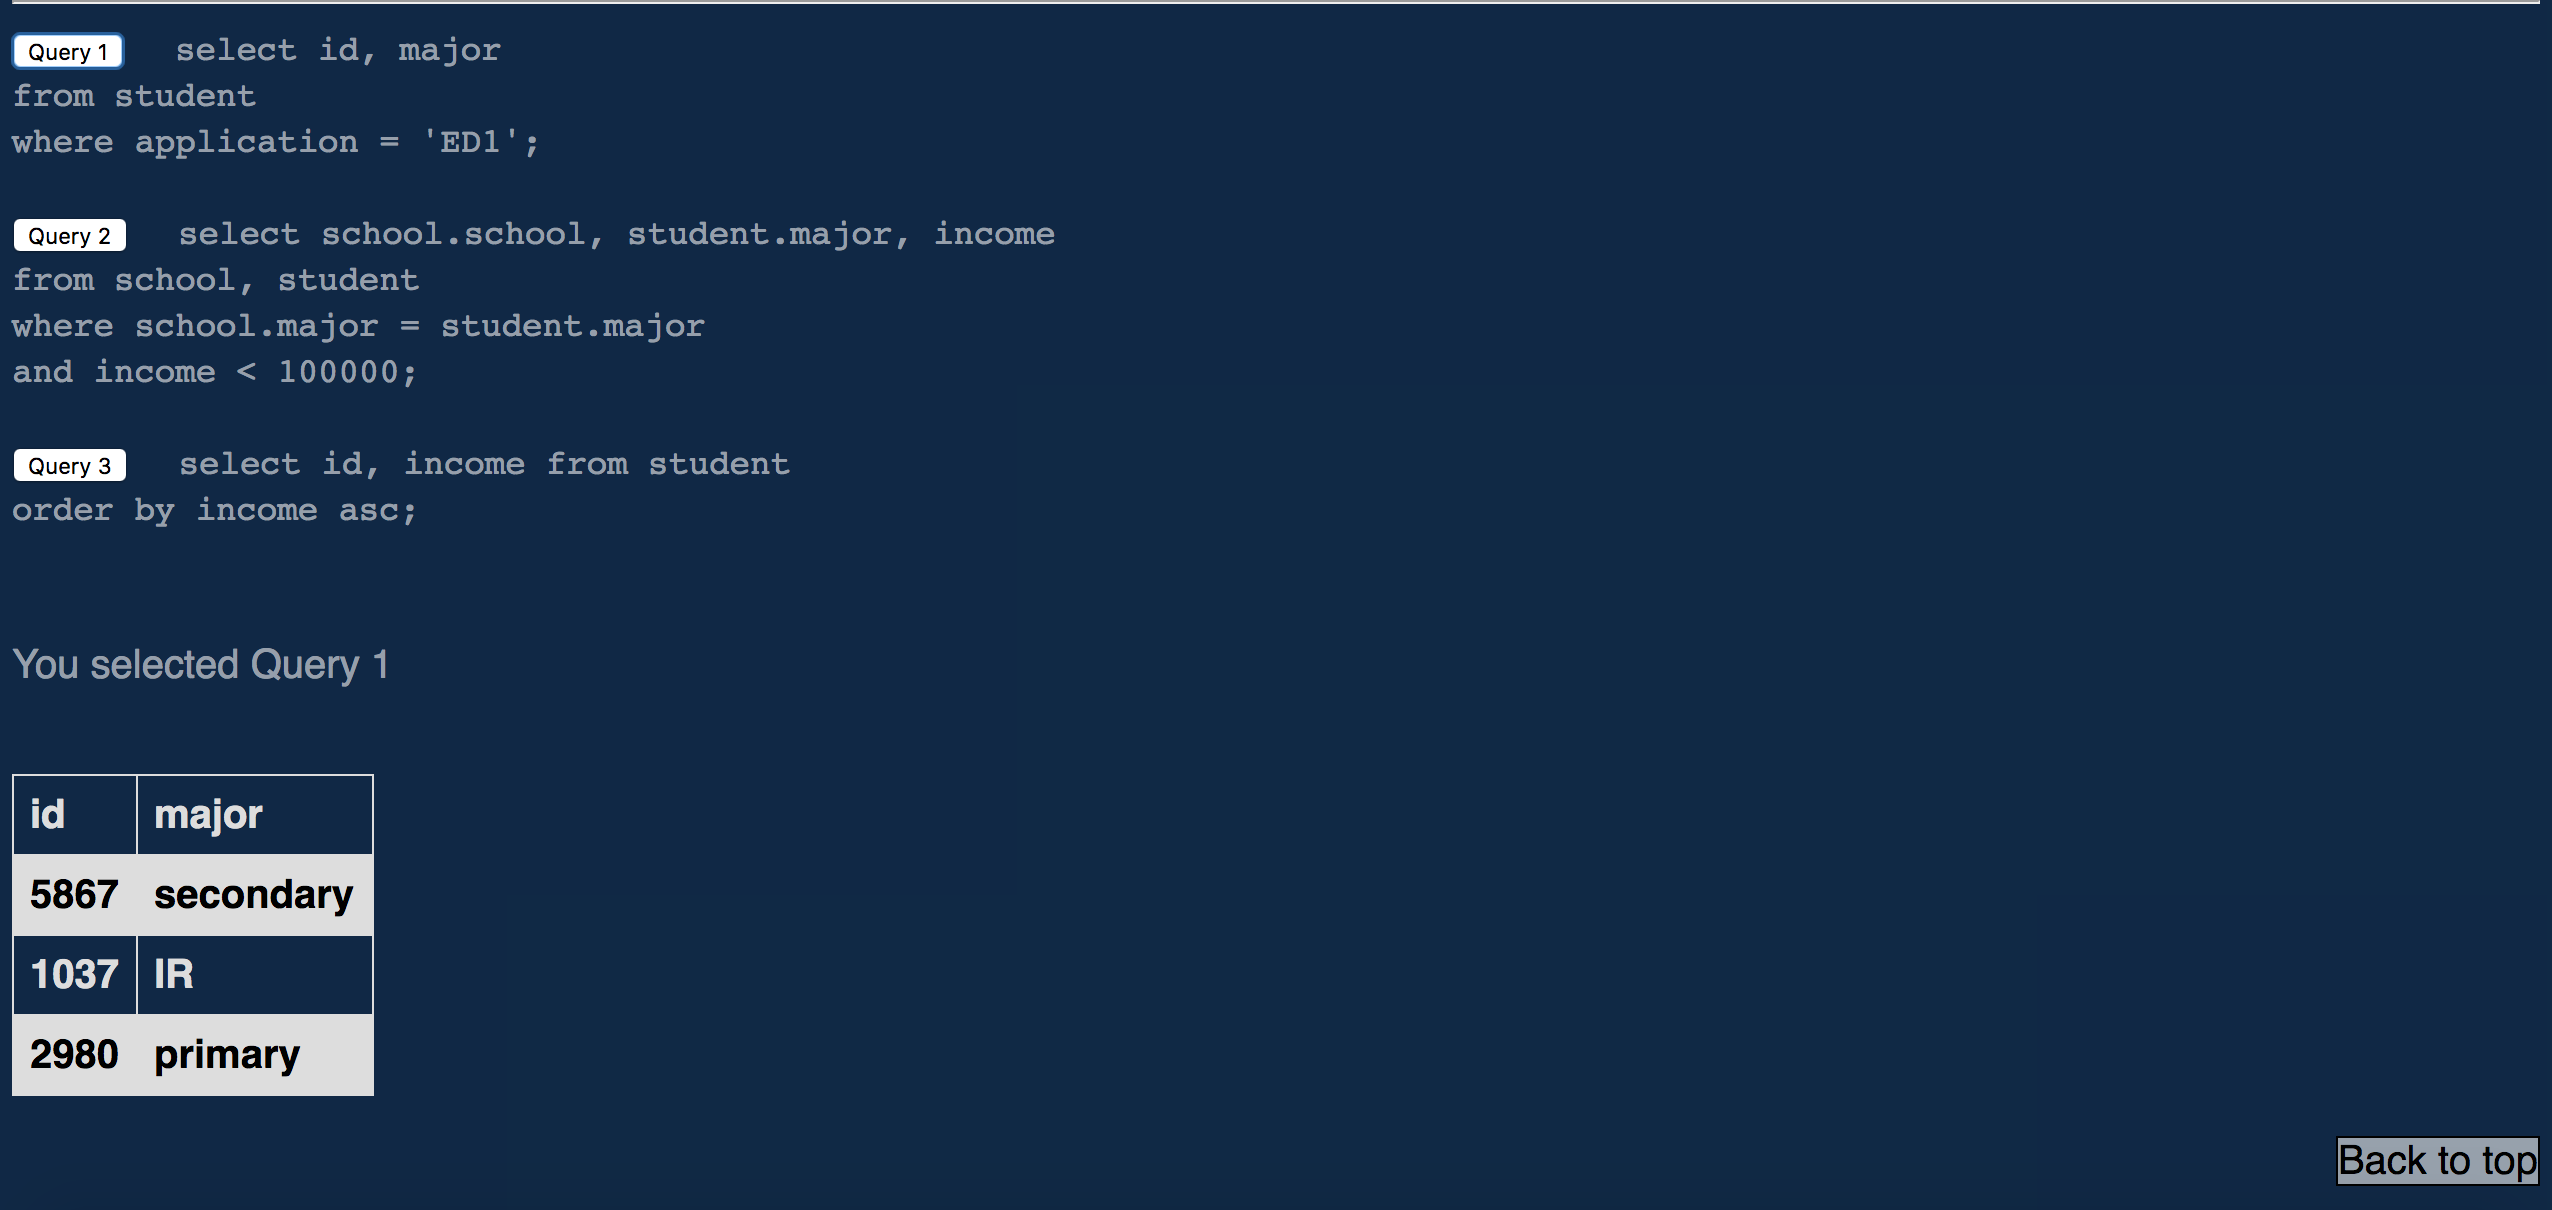 Query 1 select id, major
from student
where application = 'ED1';
Query 2 select school.school, student.major, income
from school, student
where school.major = student.major
and income < 100000;
Query 3 select id, income from student
order by income asc;
You selected Query 1
id major
5867 secondary
1037 IR
2980 primary
Back to top